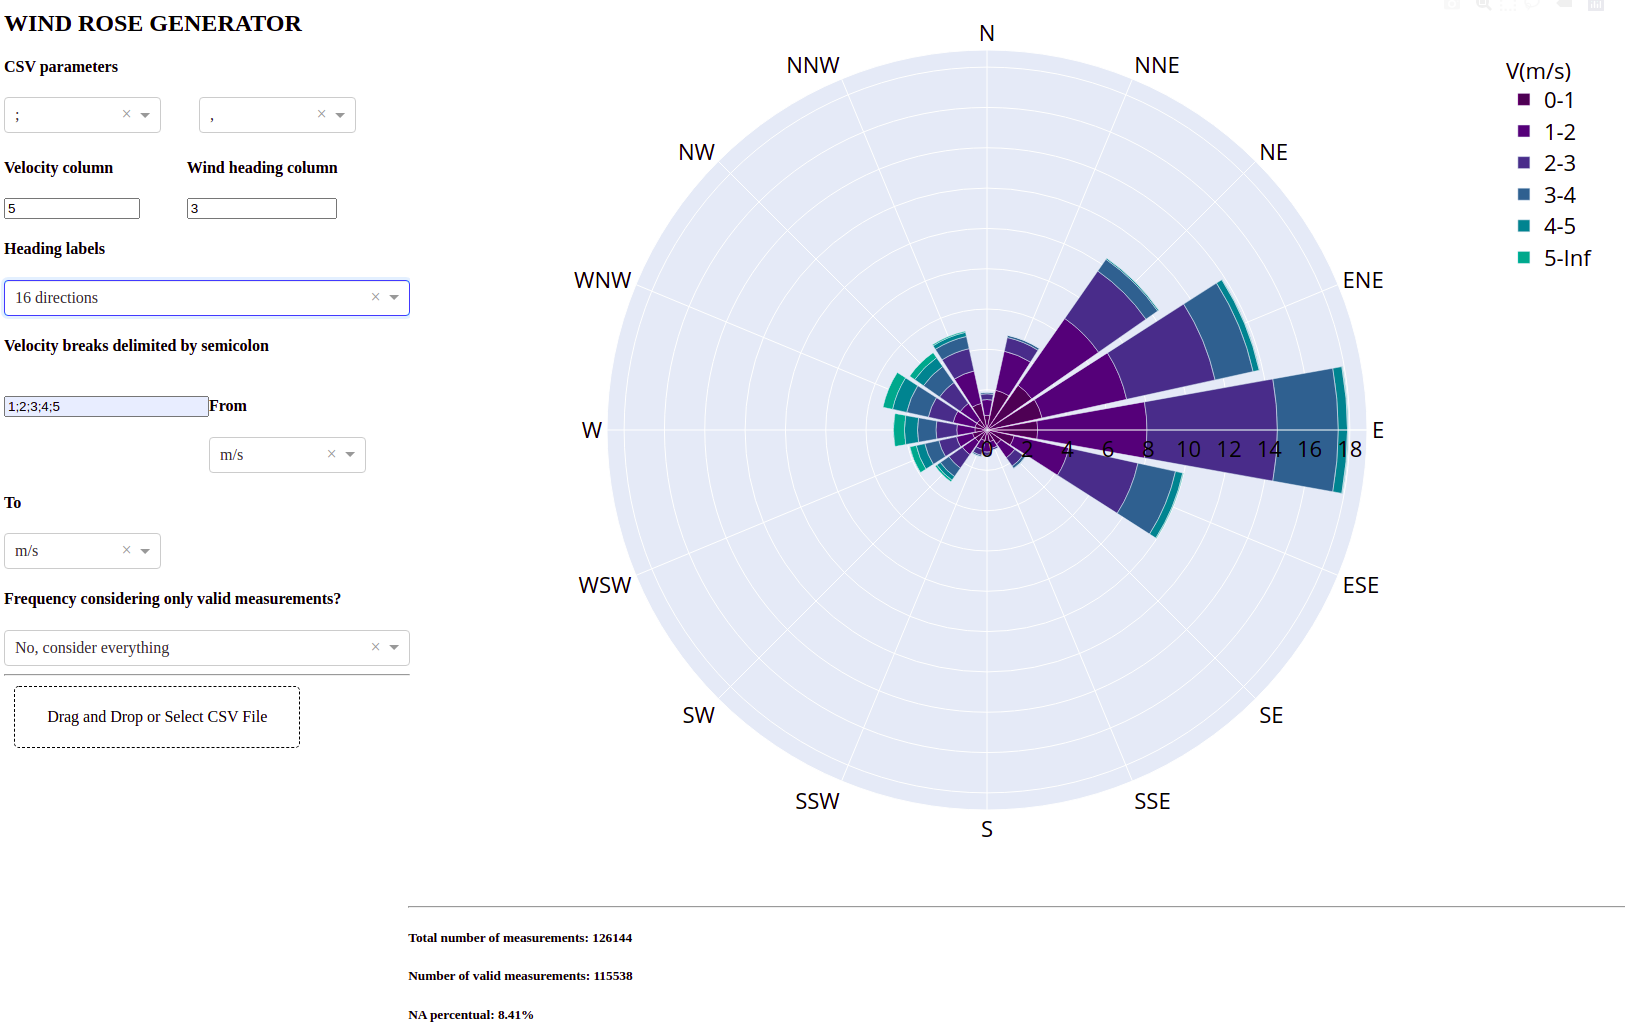 WIND ROSE GENERATOR
CSV parameters
; × , ×
Velocity column Wind heading column
5 3
Heading labels
16 directions ×
Velocity breaks delimited by semicolon
1;2;3;4;5 From
m/s ×
To
m/s ×
Frequency considering only valid measurements?
No, consider everything ×
Drag and Drop or Select CSV File
N
NNW NNE
NW NE
WNW ENE
W E
0 2 4 6 8 10 12 14 16 18
WSW ESE
SW SE
SSW SSE
S
V(m/s)
0-1
1-2
2-3
3-4
4-5
5-Inf
Total number of measurements: 126144
Number of valid measurements: 115538
NA percentual: 8.41%